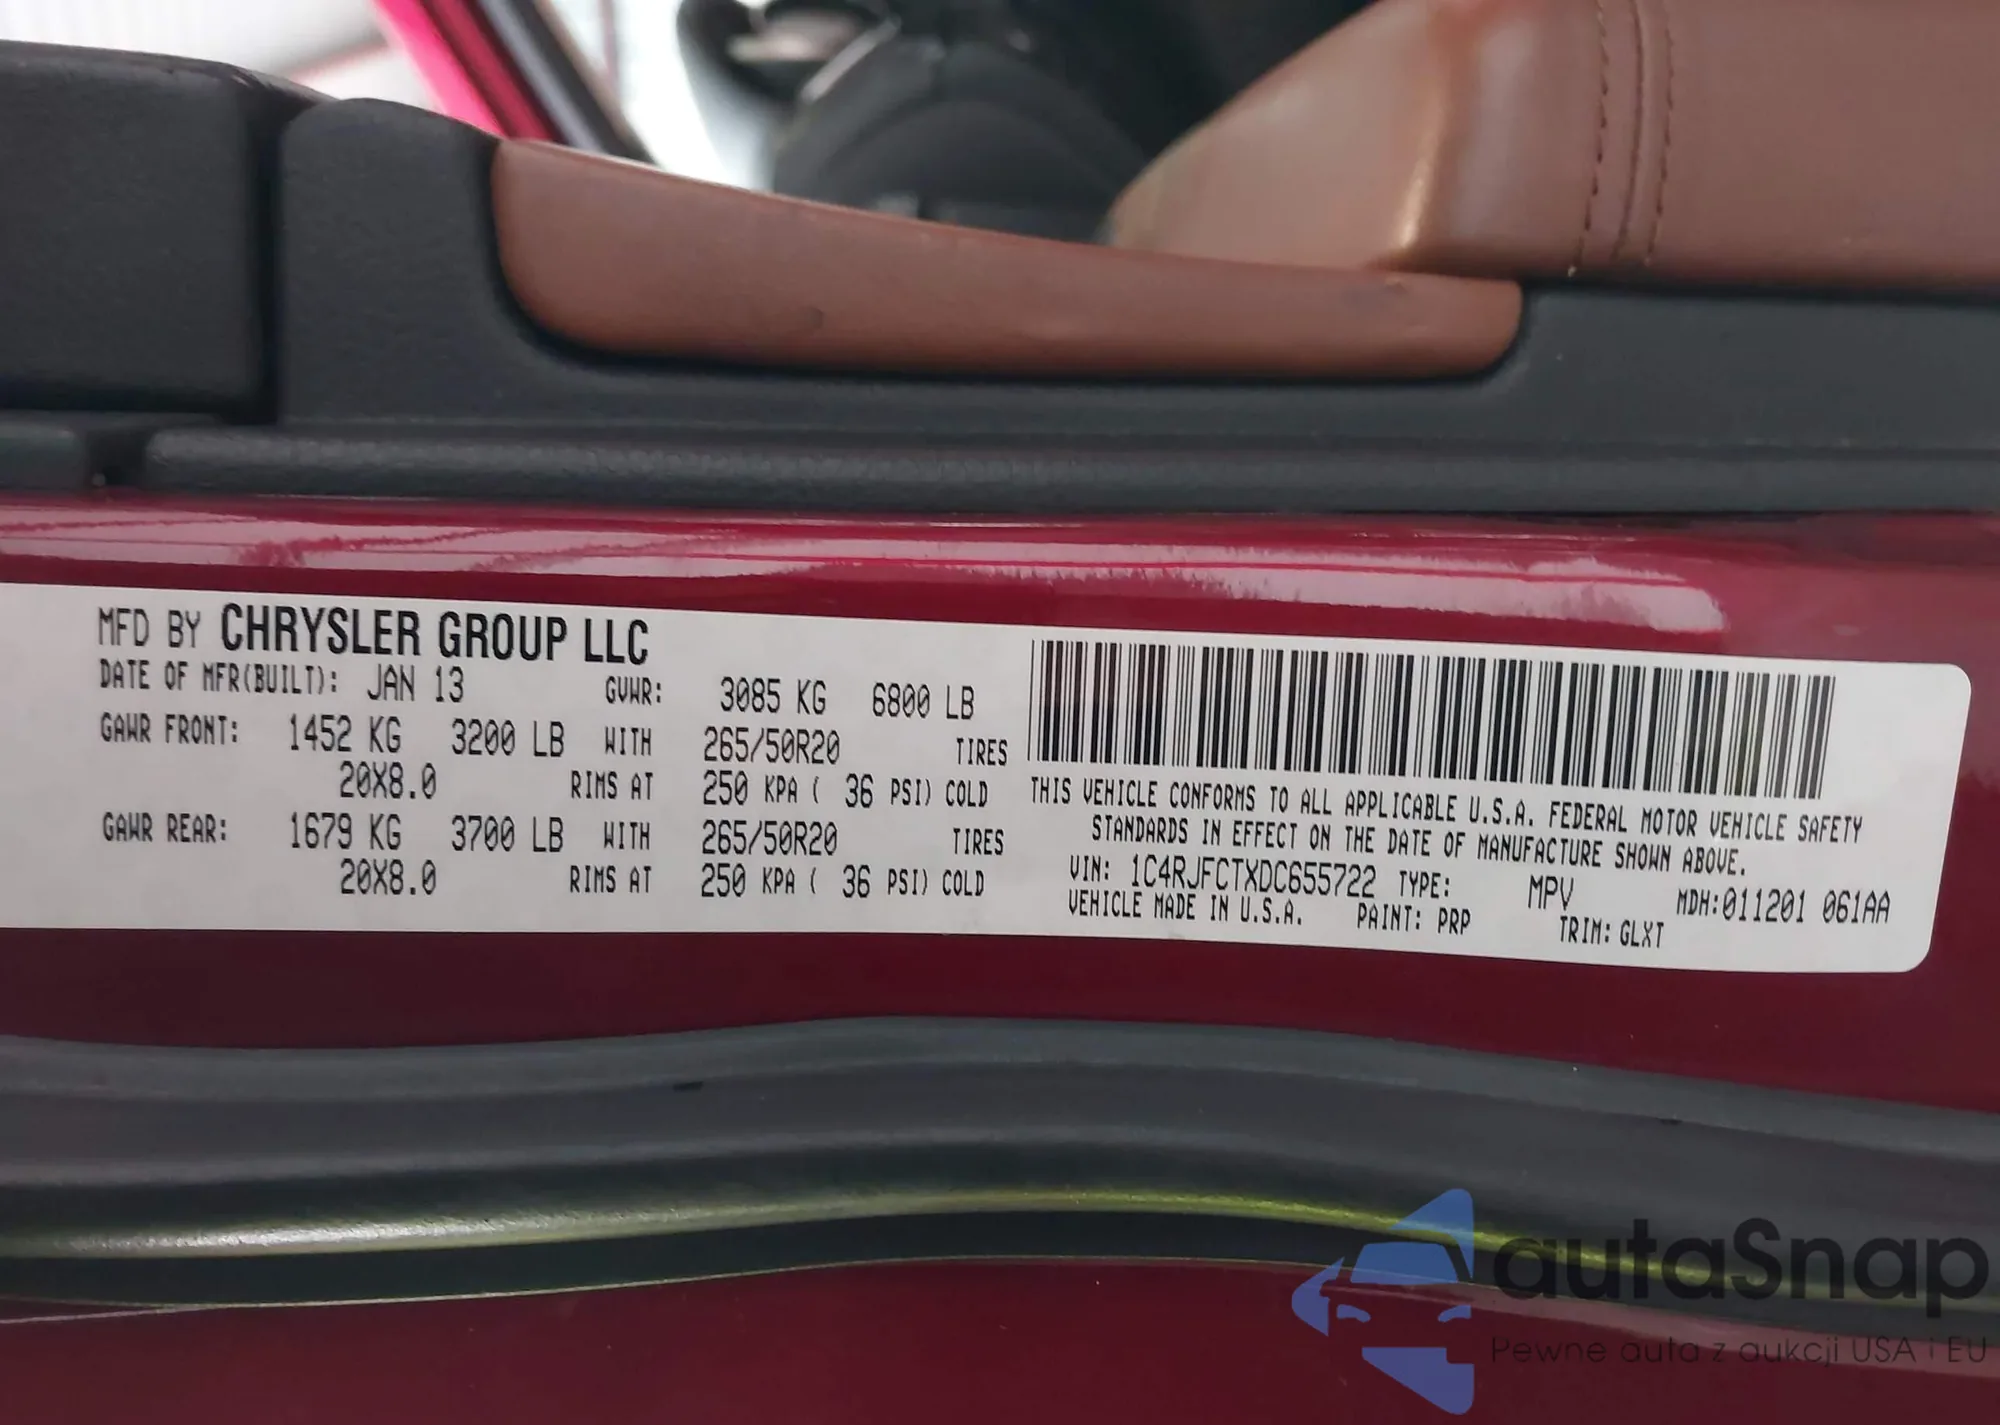 MFD BY CHRYSLER GROUP LLC
DATE OF MFR(BUILT): JAN 13 GVWR: 3085 KG 6800 LB
GAWR FRONT: 1452 KG 3200 LB WITH 265/50R20 TIRES
20X8.0 RIMS AT 250 KPA ( 36 PSI) COLD
GAWR REAR: 1679 KG 3700 LB WITH 265/50R20 TIRES
20X8.0 RIMS AT 250 KPA ( 36 PSI) COLD
THIS VEHICLE CONFORMS TO ALL APPLICABLE U.S.A. FEDERAL MOTOR VEHICLE SAFETY
STANDARDS IN EFFECT ON THE DATE OF MANUFACTURE SHOWN ABOVE.
VIN: 1C4RJFCTXDC655722 TYPE: MPV MDH:011201 061AA
VEHICLE MADE IN U.S.A. PAINT: PRP TRIM: GLXT
autaSnap
Pewne auta z aukcji USA i EU